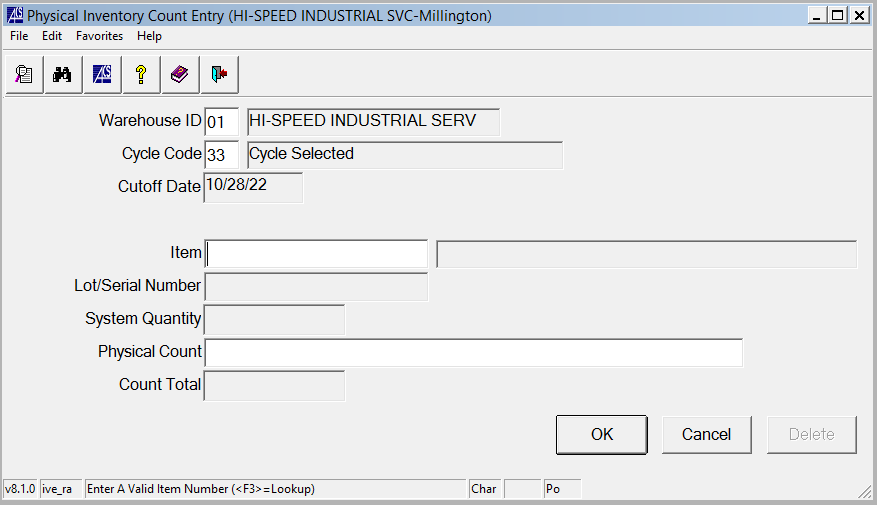 Physical Inventory Count Entry (HI-SPEED INDUSTRIAL SVC-Millington)
File Edit Favorites Help
Warehouse ID 01 HI-SPEED INDUSTRIAL SERV
Cycle Code 33 Cycle Selected
Cutoff Date 10/28/22
Item
Lot/Serial Number
System Quantity
Physical Count
Count Total
OK Cancel Delete
v8.1.0 ive_ra Enter A Valid Item Number (<F3>=Lookup) Char Po